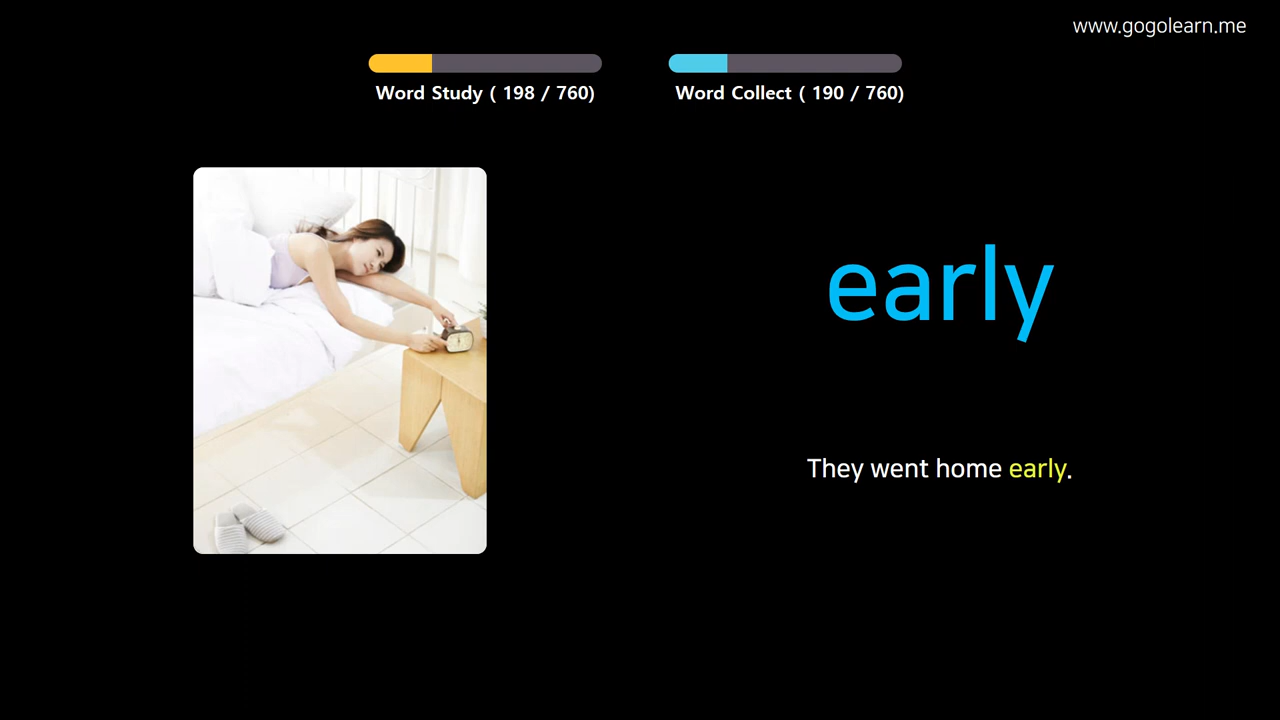 www.gogolearn.me
Word Study ( 198 / 760)
Word Collect ( 190 / 760)
early
They went home early.